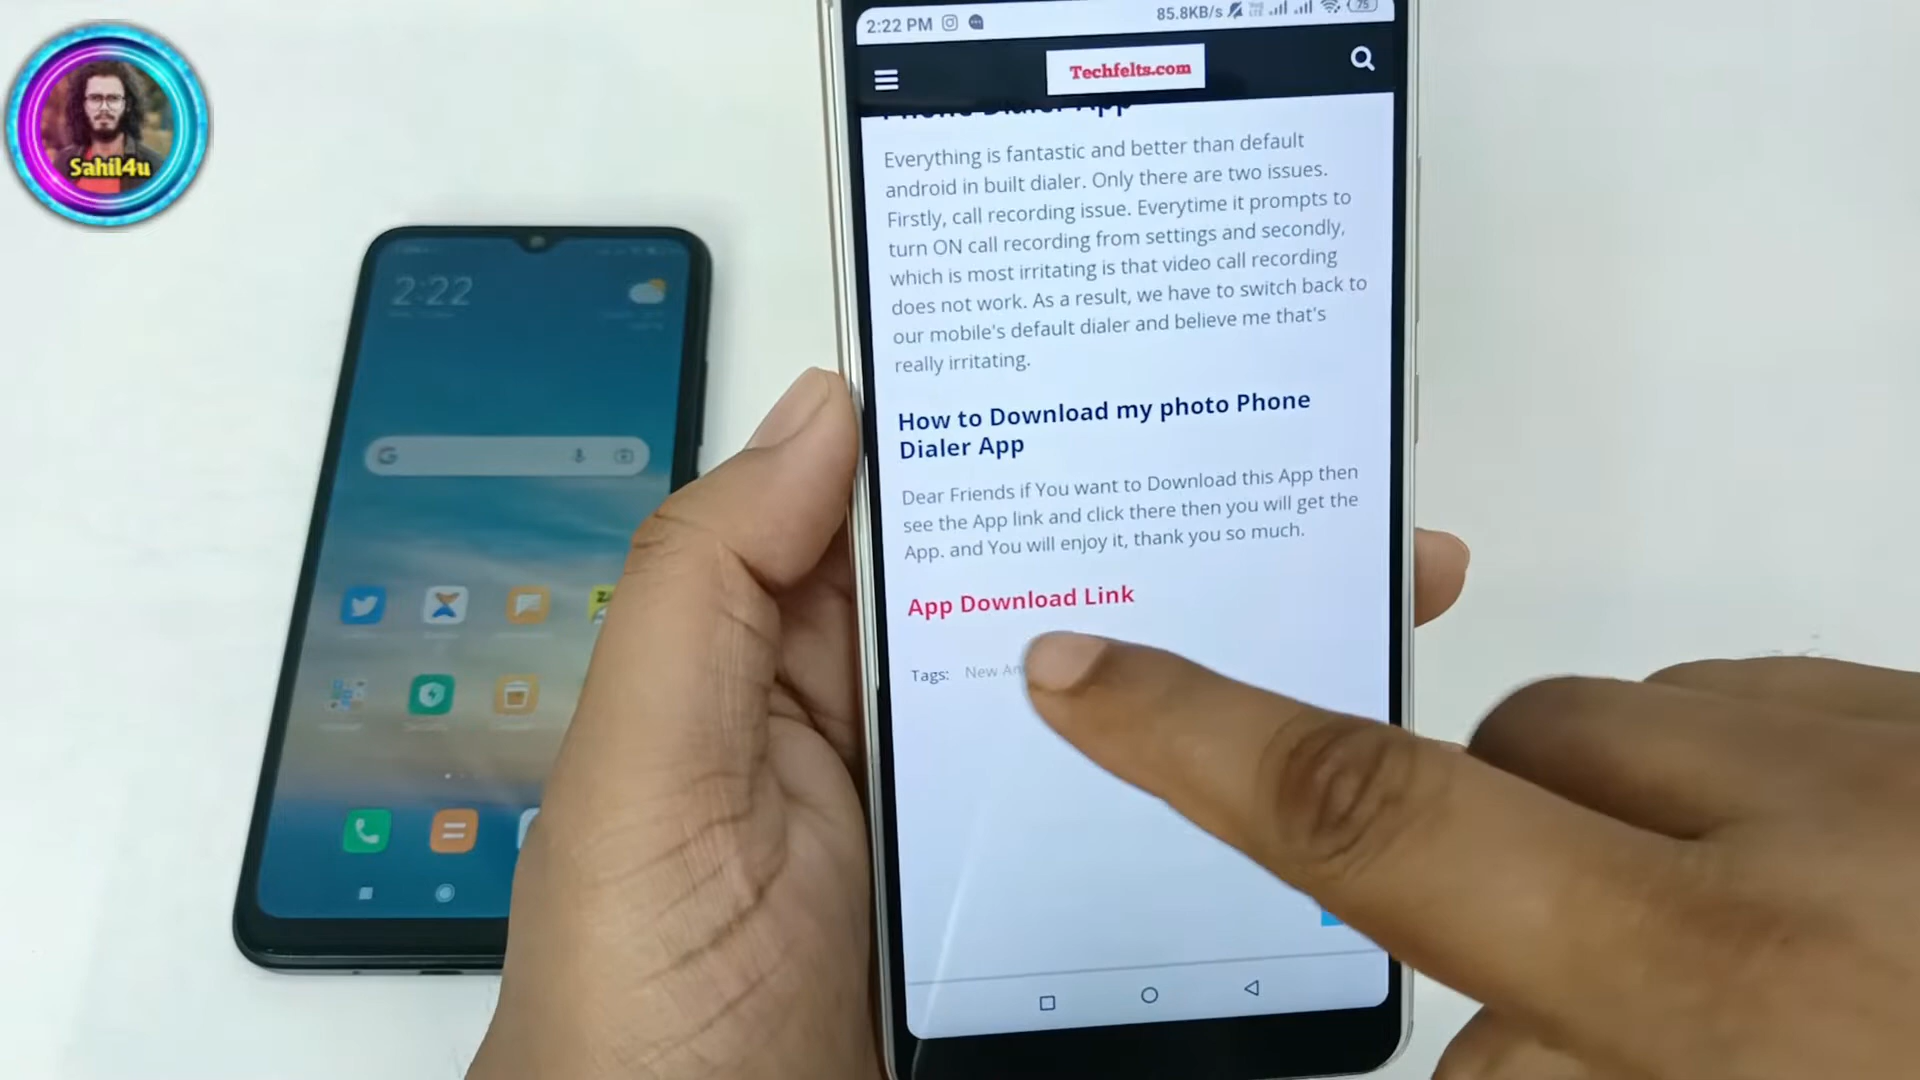 Sahil4u
2:22
2:22 PM
85.8KB/s
75
Techfelts.com
Phone Dialer App
Everything is fantastic and better than default
android in built dialer. Only there are two issues.
Firstly, call recording issue. Everytime it prompts to
turn ON call recording from settings and secondly,
which is most irritating is that video call recording
does not work. As a result, we have to switch back to
our mobile's default dialer and believe me that's
really irritating.
How to Download my photo Phone
Dialer App
Dear Friends if You want to Download this App then
see the App link and click there then you will get the
App. and You will enjoy it, thank you so much.
App Download Link
Tags: New